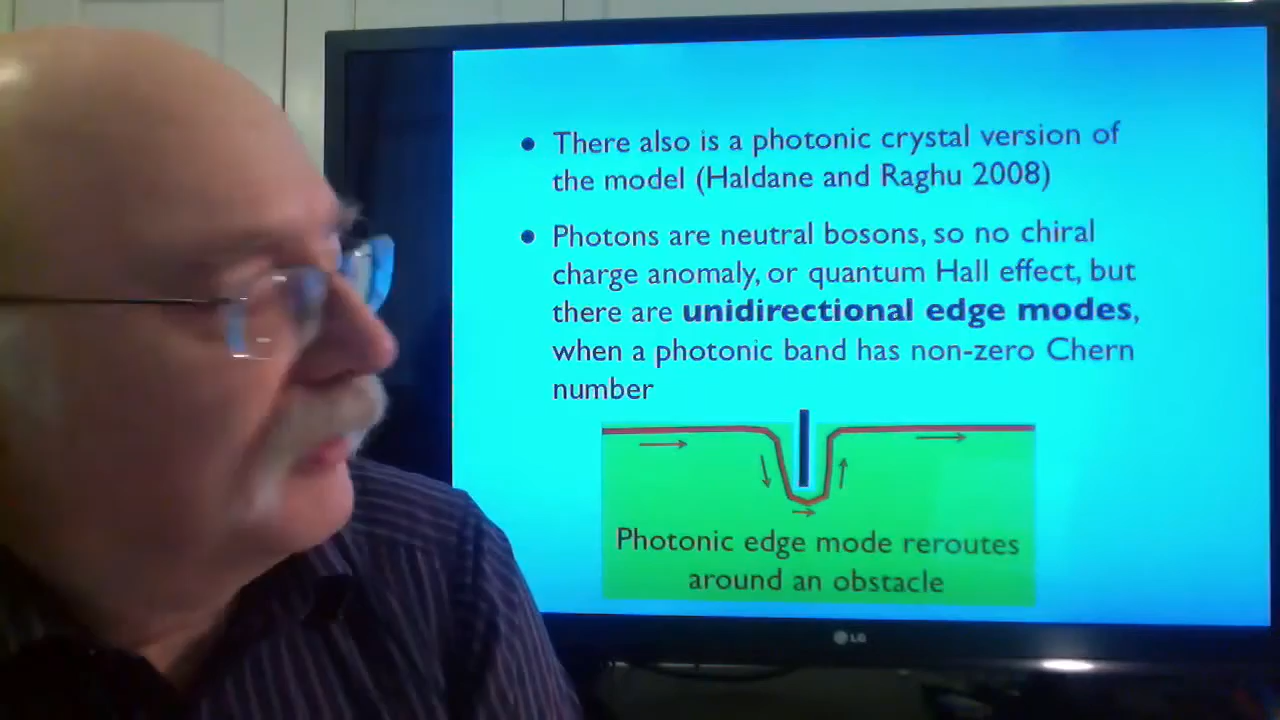 • There also is a photonic crystal version of
the model (Haldane and Raghu 2008)
• Photons are neutral bosons, so no chiral
charge anomaly, or quantum Hall effect, but
there are unidirectional edge modes,
when a photonic band has non-zero Chern
number
Photonic edge mode reroutes
around an obstacle
LG